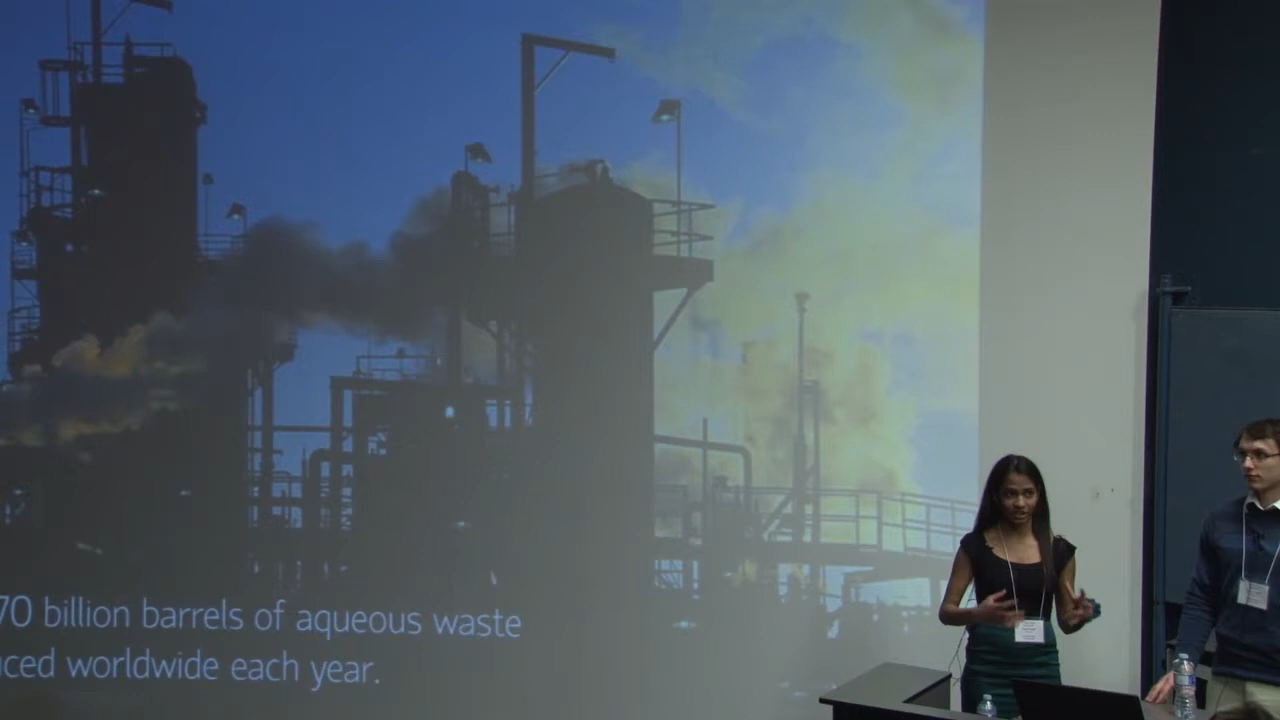 70 billion barrels of aqueous waste
uced worldwide each year.